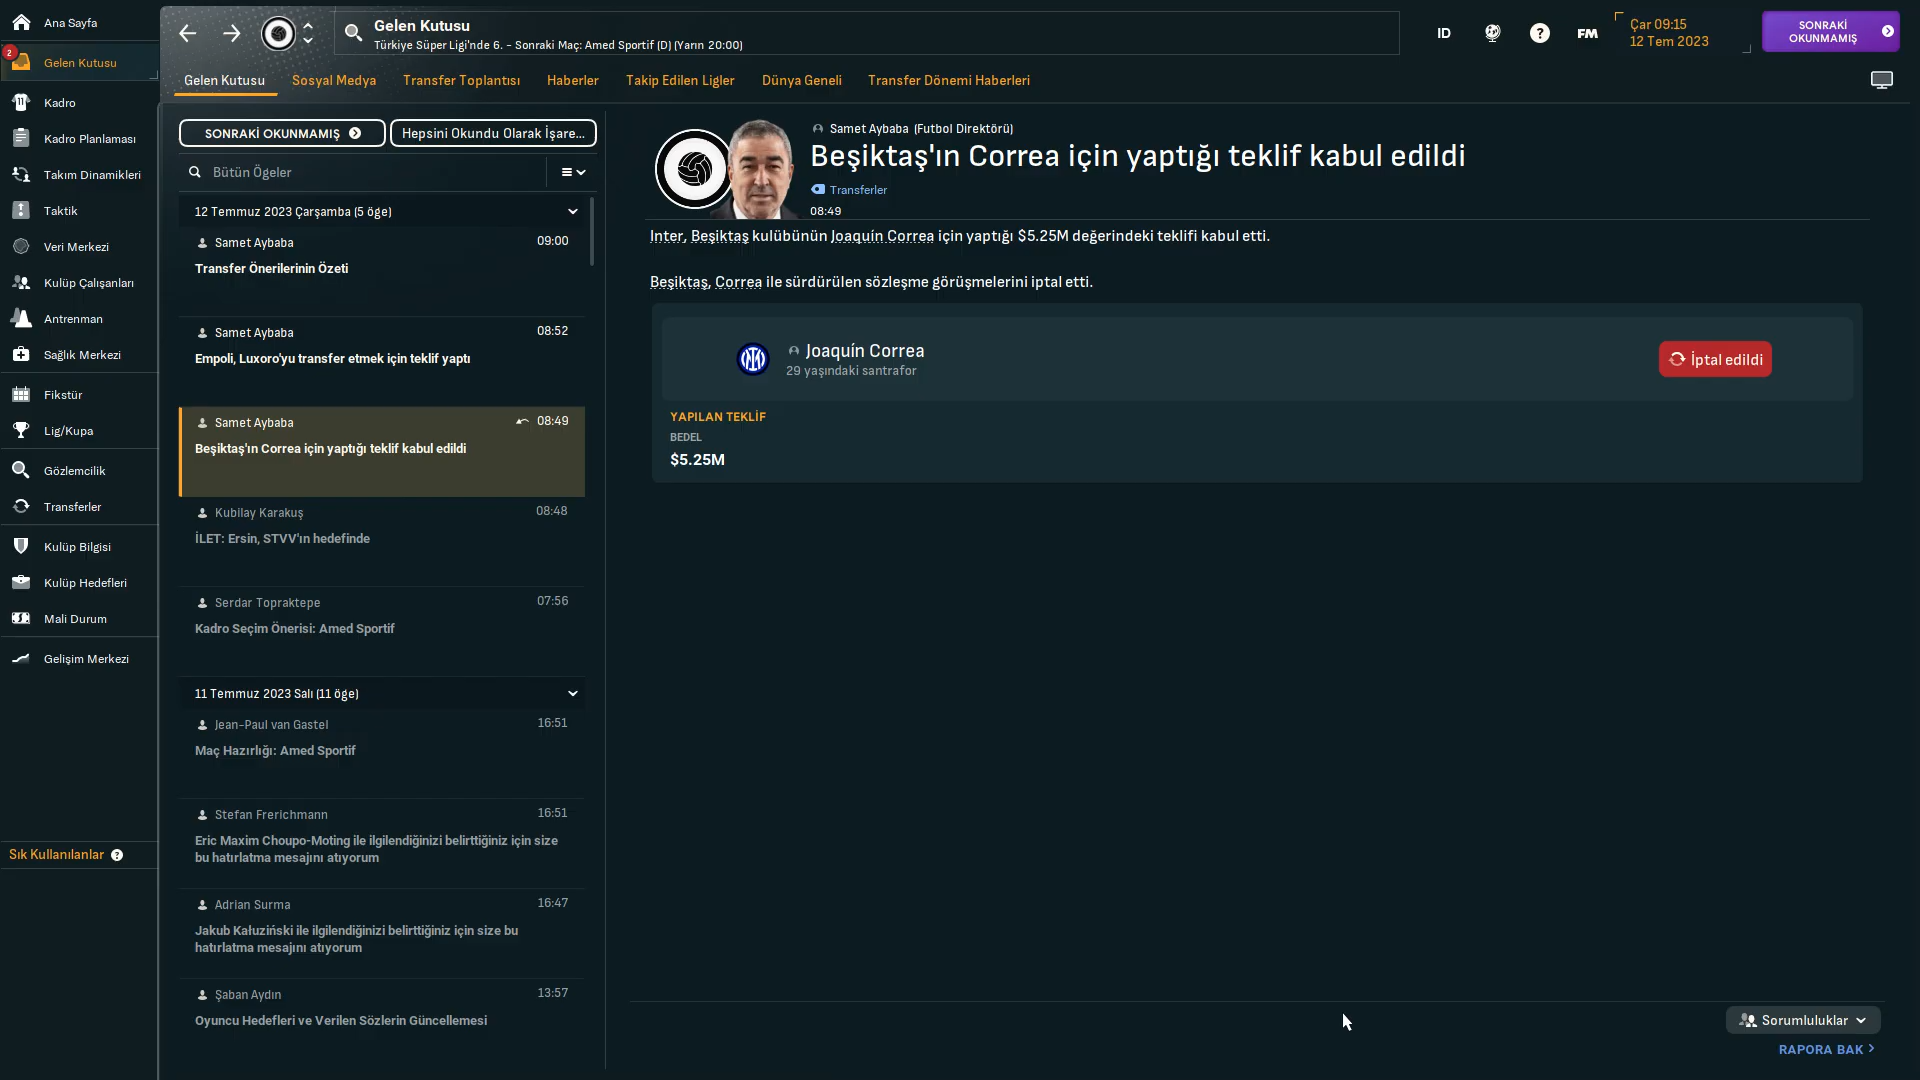 Ana Sayfa
2
Gelen Kutusu
Kadro
Kadro Planlaması
Takım Dinamikleri
Taktik
Veri Merkezi
Kulüp Çalışanları
Antrenman
Sağlık Merkezi
Fikstür
Lig/Kupa
Gözlemcilik
Transferler
Kulüp Bilgisi
Kulüp Hedefleri
Mali Durum
Gelişim Merkezi
Sık Kullanılanlar ?
Gelen Kutusu
Türkiye Süper Ligi'nde 6. - Sonraki Maç: Amed Sportif (D) (Yarın 20:00)
ID
?
FM
Çar 09:15
12 Tem 2023
SONRAKİ
OKUNMAMIŞ
Gelen Kutusu Sosyal Medya Transfer Toplantısı Haberler Takip Edilen Ligler Dünya Geneli Transfer Dönemi Haberleri
SONRAKİ OKUNMAMIŞ
Hepsini Okundu Olarak İşare...
Bütün Ögeler
12 Temmuz 2023 Çarşamba (5 öge)
Samet Aybaba 09:00
Transfer Önerilerinin Özeti
Samet Aybaba 08:52
Empoli, Luxoro'yu transfer etmek için teklif yaptı
Samet Aybaba 08:49
Beşiktaş'ın Correa için yaptığı teklif kabul edildi
Kubilay Karakuş 08:48
İLET: Ersin, STVV'ın hedefinde
Serdar Topraktepe 07:56
Kadro Seçim Önerisi: Amed Sportif
11 Temmuz 2023 Salı (11 öge)
Jean-Paul van Gastel 16:51
Maç Hazırlığı: Amed Sportif
Stefan Frerichmann 16:51
Eric Maxim Choupo-Moting ile ilgilendiğinizi belirttiğiniz için size
bu hatırlatma mesajını atıyorum
Adrian Surma 16:47
Jakub Kałuziński ile ilgilendiğinizi belirttiğiniz için size bu
hatırlatma mesajını atıyorum
Şaban Aydın 13:57
Oyuncu Hedefleri ve Verilen Sözlerin Güncellemesi
Samet Aybaba (Futbol Direktörü)
Beşiktaş'ın Correa için yaptığı teklif kabul edildi
Transferler
08:49
Inter, Beşiktaş kulübünün Joaquín Correa için yaptığı $5.25M değerindeki teklifi kabul etti.
Beşiktaş, Correa ile sürdürülen sözleşme görüşmelerini iptal etti.
Joaquín Correa
29 yaşındaki santrafor
İptal edildi
YAPILAN TEKLİF
BEDEL
$5.25M
Sorumluluklar
RAPORA BAK